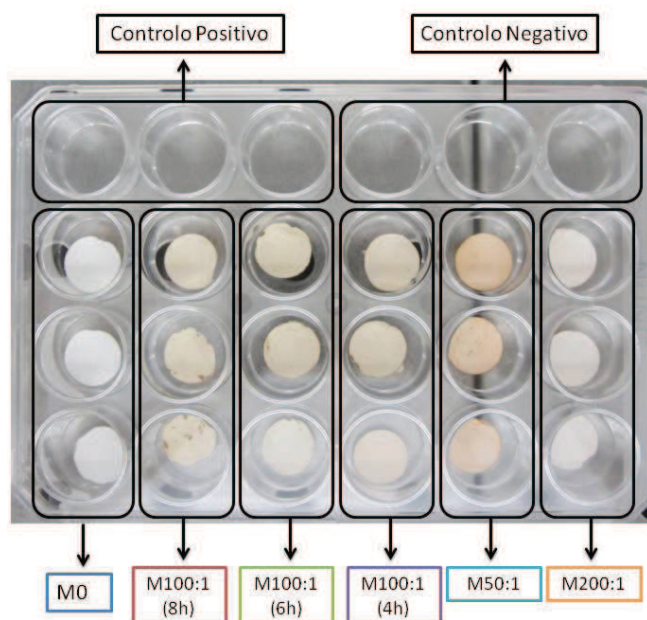 Controlo Positivo
Controlo Negativo
M0
M100:1
(8h)
M100:1
(6h)
M100:1
(4h)
M50:1
M200:1